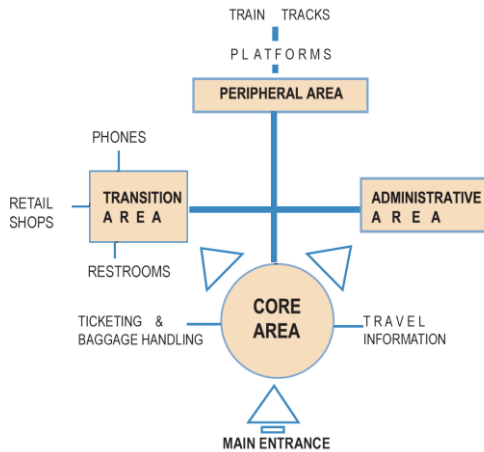 TRAIN TRACKS
PLATFORMS
PERIPHERAL AREA
PHONES
RETAIL
SHOPS
TRANSITION
AREA
ADMINISTRATIVE
AREA
RESTROOMS
CORE
AREA
TICKETING &
BAGGAGE HANDLING
TRAVEL
INFORMATION
MAIN ENTRANCE